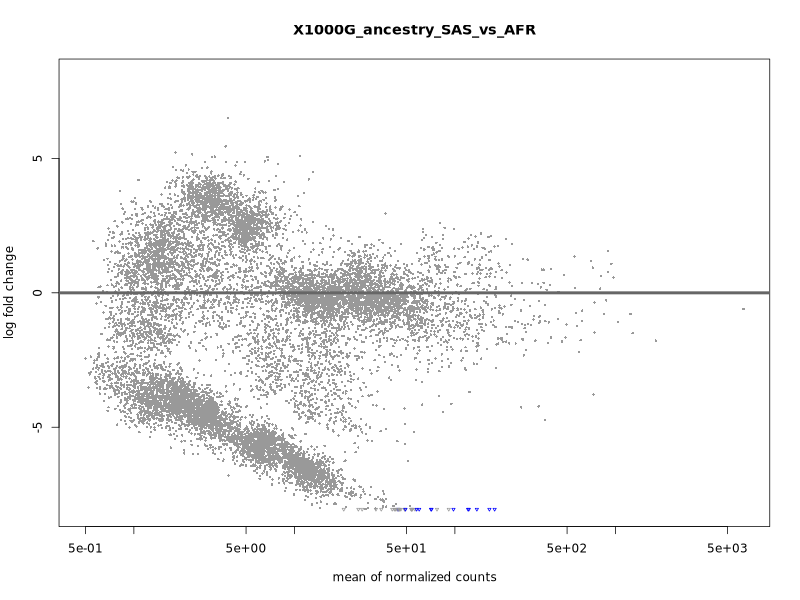 X1000G_ancestry_SAS_vs_AFR
log fold change
5
0
-5
5e-01
5e+00
5e+01
5e+02
5e+03
mean of normalized counts